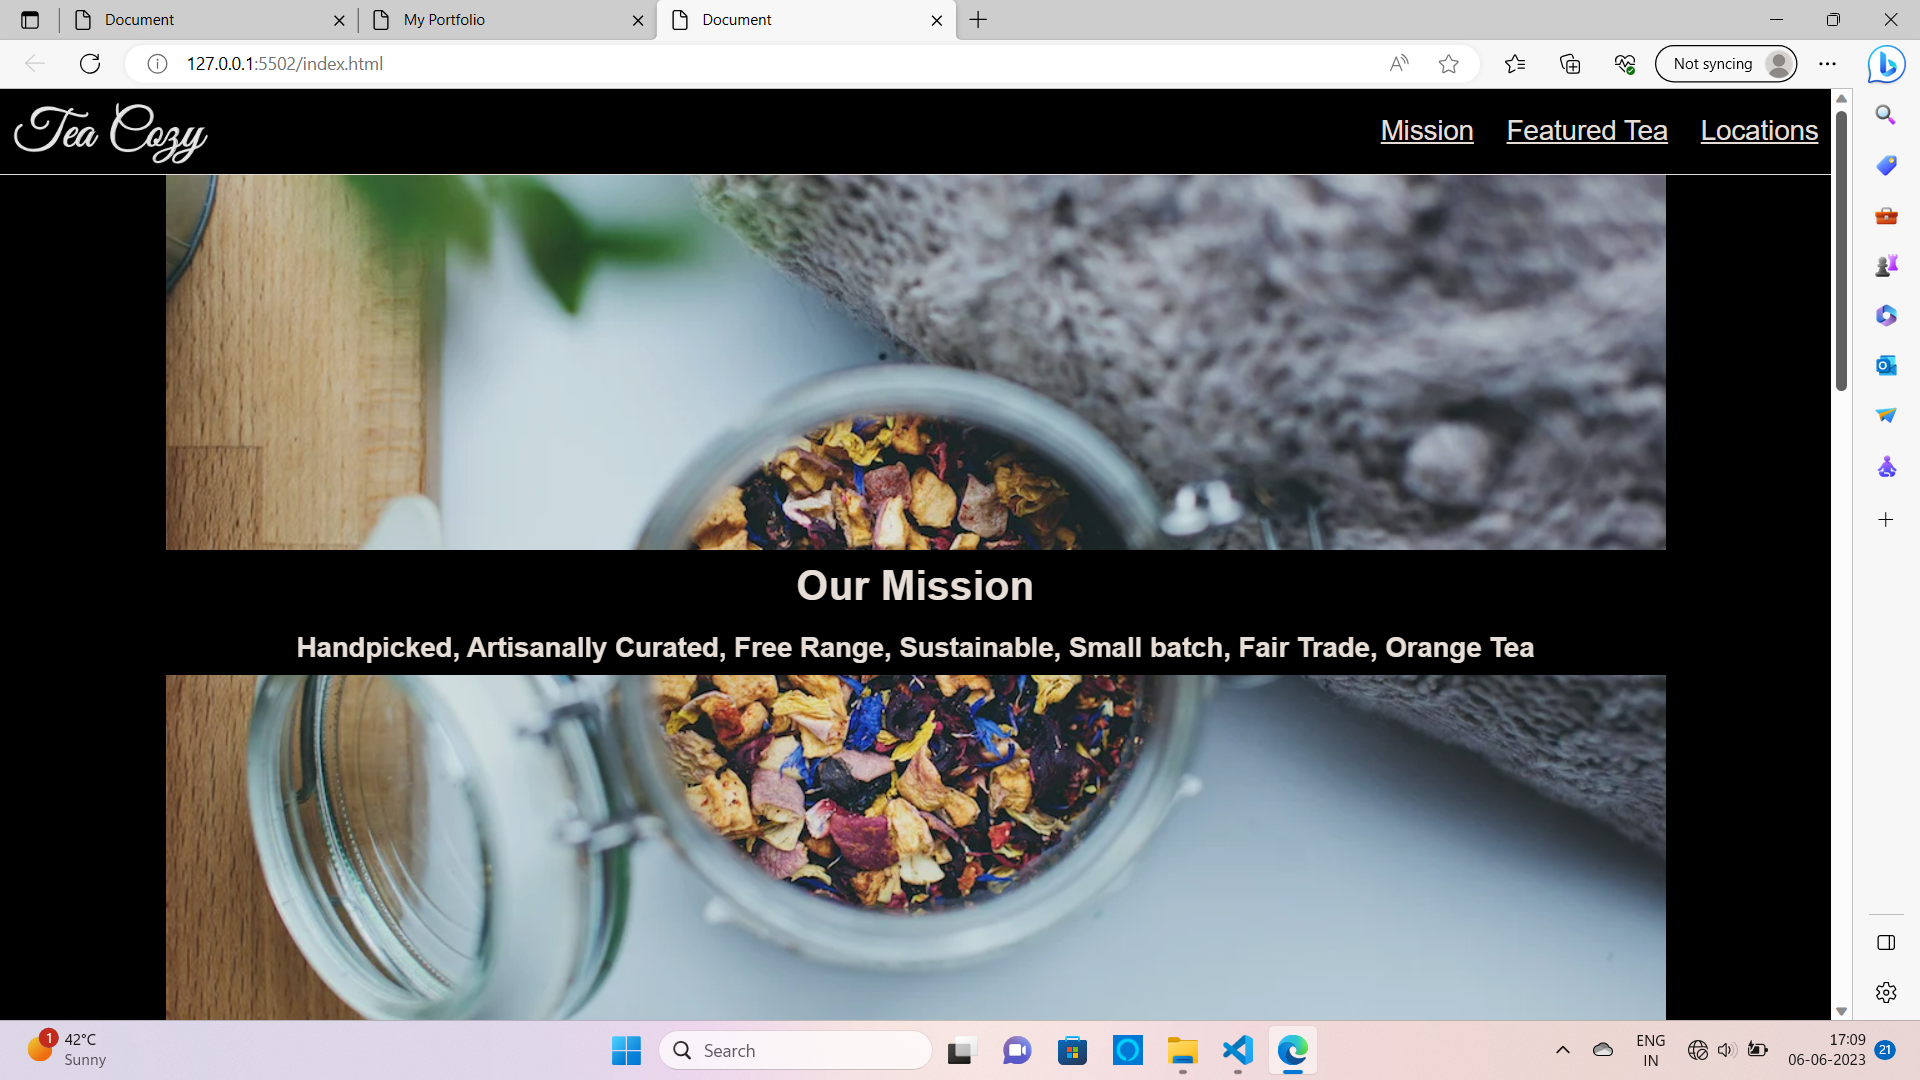 Document
My Portfolio
Document
127.0.0.1:5502/index.html
Not syncing
Tea Cozy
Mission
Featured Tea
Locations
Our Mission
Handpicked, Artisanally Curated, Free Range, Sustainable, Small batch, Fair Trade, Orange Tea
1
42°C
Sunny
Search
ENG
IN
17:09
06-06-2023
21